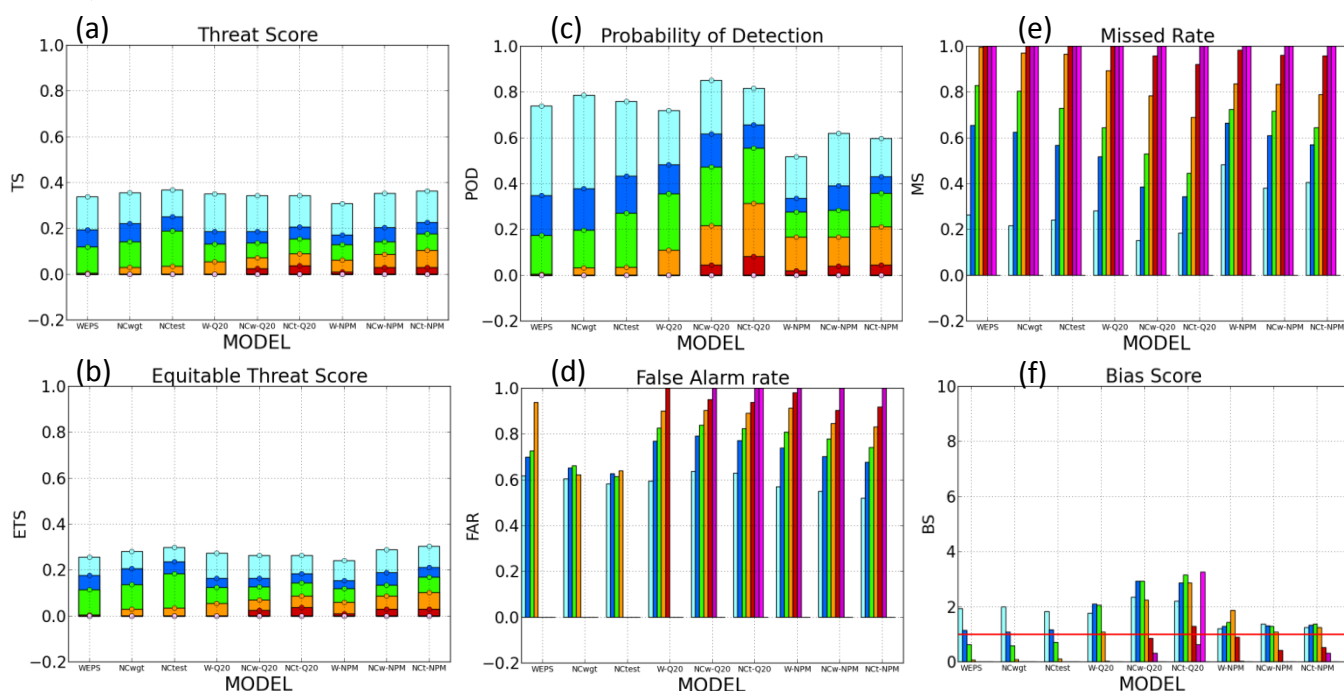 (a) Threat Score
1.0
0.8
0.6
0.4
0.2
0.0
−0.2
TS
WEPS NCwgt NCtest W-Q20 NCw-Q20 NCt-Q20 W-NPM NCw-NPM NCt-NPM
MODEL
(c) Probability of Detection
1.0
0.8
0.6
0.4
0.2
0.0
−0.2
POD
WEPS NCwgt NCtest W-Q20 NCw-Q20 NCt-Q20 W-NPM NCw-NPM NCt-NPM
MODEL
(e) Missed Rate
1.0
0.8
0.6
0.4
0.2
0.0
−0.2
MS
WEPS NCwgt NCtest W-Q20 NCw-Q20 NCt-Q20 W-NPM NCw-NPM NCt-NPM
MODEL
(b) Equitable Threat Score
1.0
0.8
0.6
0.4
0.2
0.0
−0.2
ETS
WEPS NCwgt NCtest W-Q20 NCw-Q20 NCt-Q20 W-NPM NCw-NPM NCt-NPM
MODEL
(d) False Alarm rate
1.0
0.8
0.6
0.4
0.2
0.0
−0.2
FAR
WEPS NCwgt NCtest W-Q20 NCw-Q20 NCt-Q20 W-NPM NCw-NPM NCt-NPM
MODEL
(f) Bias Score
10
8
6
4
2
0
BS
WEPS NCwgt NCtest W-Q20 NCw-Q20 NCt-Q20 W-NPM NCw-NPM NCt-NPM
MODEL